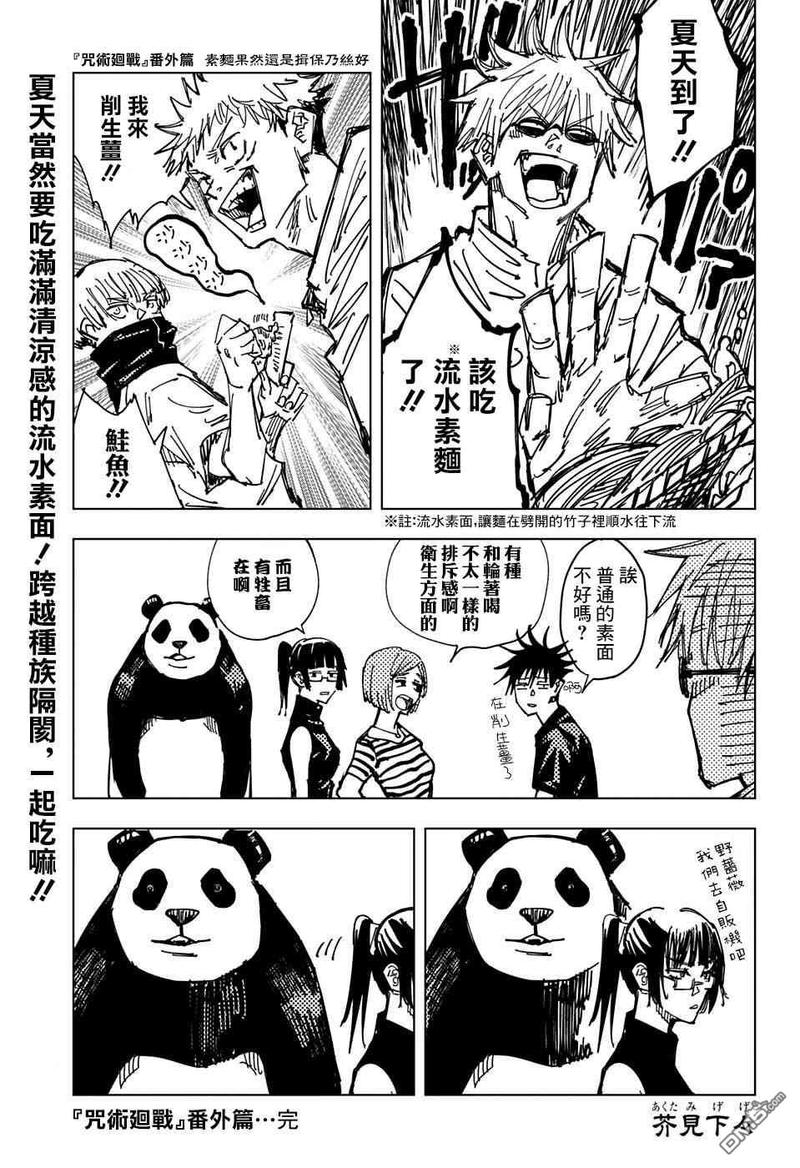 『咒術廻戰』番外篇 素麵果然還是揖保乃絲好
夏天到了!!
該吃
※流水素麵
了!!
※註:流水素面,讓麵在劈開的竹子裡順水往下流
我來
削生薑!!
鮭魚!!
夏天當然要吃滿滿清涼感的流水素面!跨越種族隔閡,一起吃嘛!!
誒
普通的素面
不好嗎?
啊
在削生薑了
有種
和輪著喝
不太一樣的
排斥感啊
衛生方面的
而且
有牲畜
在啊
野薔薇
我們去自販機吧
『咒術廻戰』番外篇…完
あくたみげげ
芥見下々
DM5.com